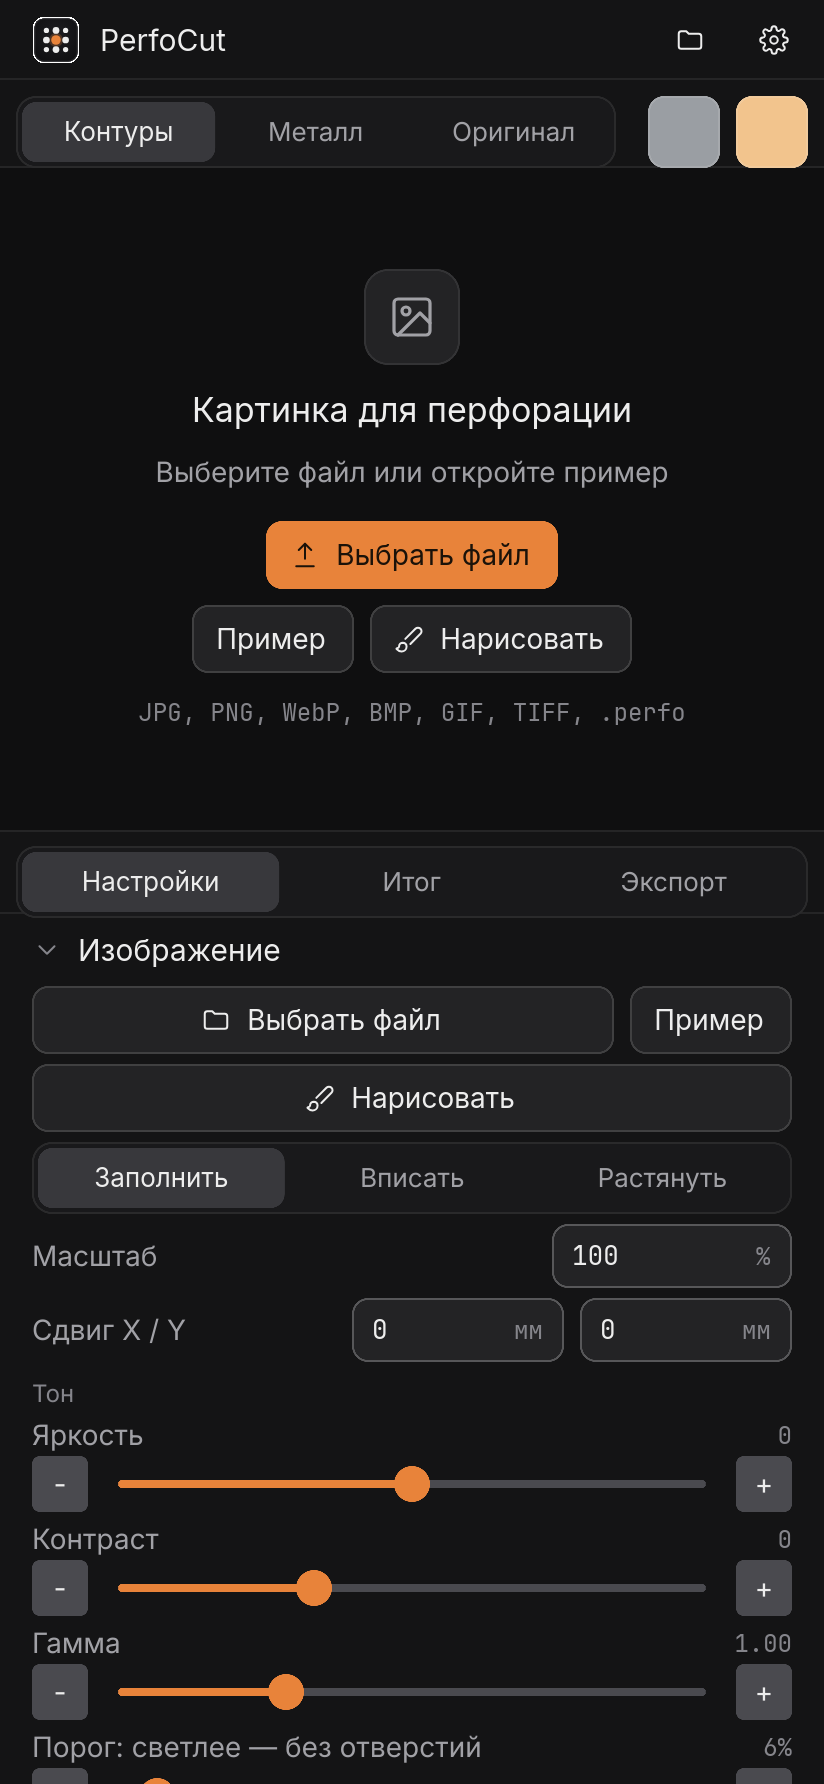 PerfoCut
Контуры Металл Оригинал
Картинка для перфорации
Выберите файл или откройте пример
Выбрать файл
Пример Нарисовать
JPG, PNG, WebP, BMP, GIF, TIFF, .perfo
Настройки Итог Экспорт
Изображение
Выбрать файл Пример
Нарисовать
Заполнить Вписать Растянуть
Масштаб 100 %
Сдвиг X / Y 0 мм 0 мм
Тон
Яркость 0
- +
Контраст 0
- +
Гамма 1.00
- +
Порог: светлее — без отверстий 6%